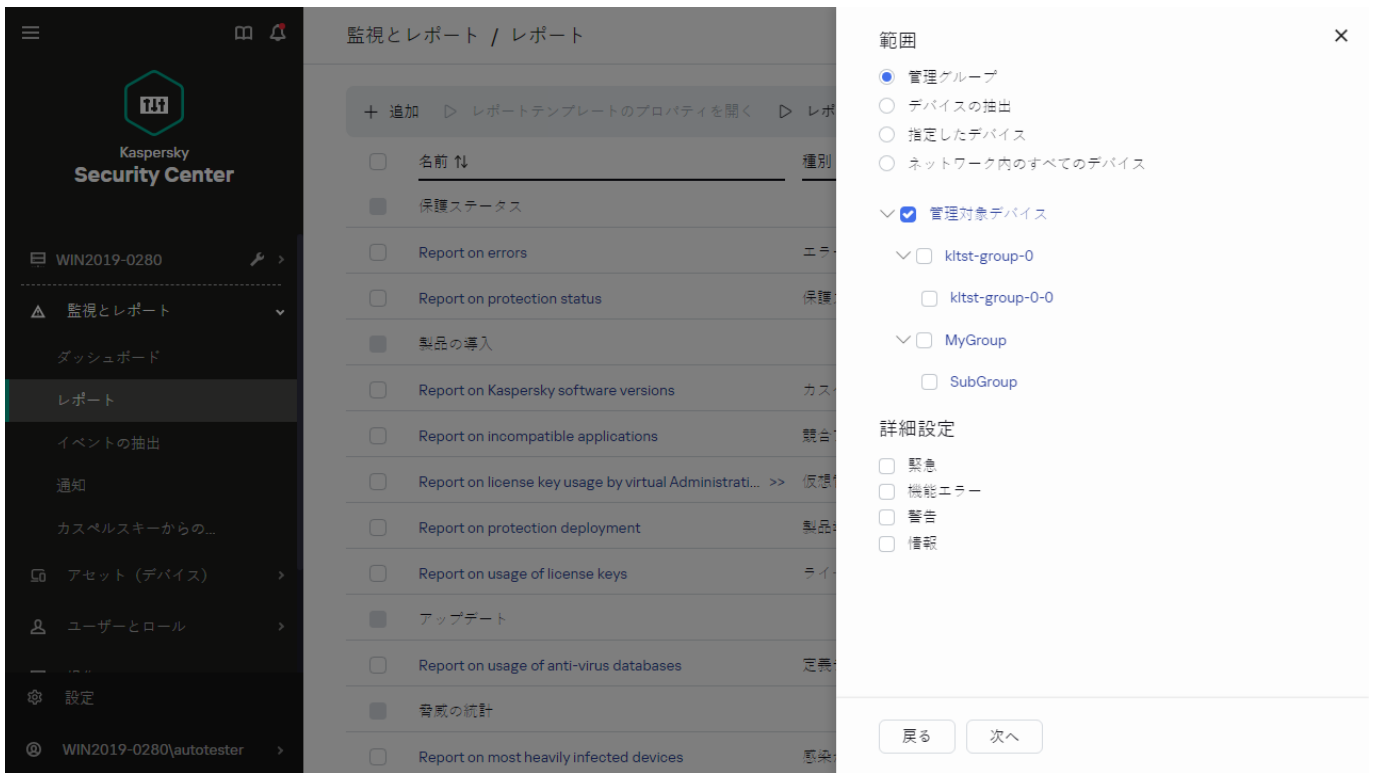 Kaspersky
Security Center
WIN2019-0280
監視とレポート
ダッシュボード
レポート
イベントの抽出
通知
カスペルスキーからの...
アセット（デバイス）
ユーザーとロール
設定
WIN2019-0280\autotester
監視とレポート / レポート
追加 レポートテンプレートのプロパティを開く レポ
名前 種別
保護ステータス
Report on errors エラー
Report on protection status 保護
製品の導入
Report on Kaspersky software versions カス
Report on incompatible applications 競合
Report on license key usage by virtual Administrati... >> 仮想
Report on protection deployment 製品
Report on usage of license keys ライ
アップデート
Report on usage of anti-virus databases 定義
脅威の統計
Report on most heavily infected devices 感染
範囲
管理グループ
デバイスの抽出
指定したデバイス
ネットワーク内のすべてのデバイス
管理対象デバイス
kltst-group-0
kltst-group-0-0
MyGroup
SubGroup
詳細設定
緊急
機能エラー
警告
情報
戻る 次へ